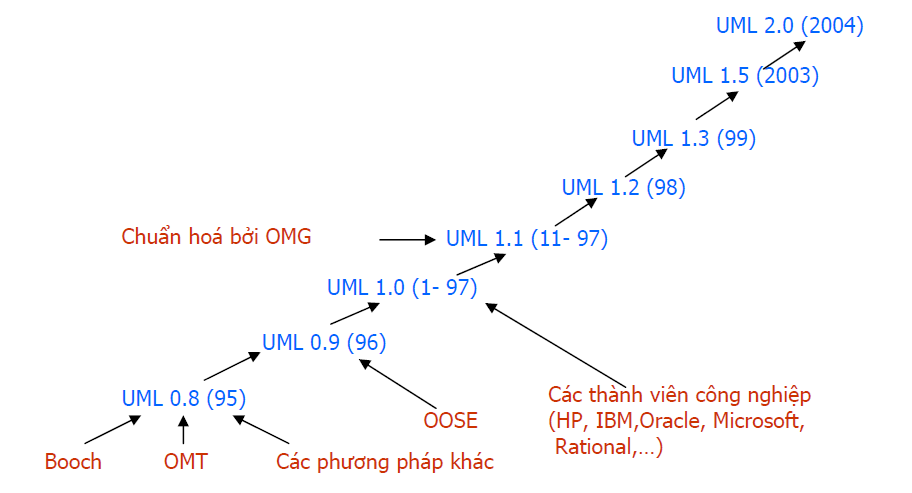 UML 2.0 (2004)
UML 1.5 (2003)
UML 1.3 (99)
UML 1.2 (98)
Chuẩn hoá bởi OMG
UML 1.1 (11- 97)
UML 1.0 (1- 97)
UML 0.9 (96)
UML 0.8 (95)
Các thành viên công nghiệp
(HP, IBM,Oracle, Microsoft,
Rational,...)
OOSE
Booch
OMT
Các phương pháp khác